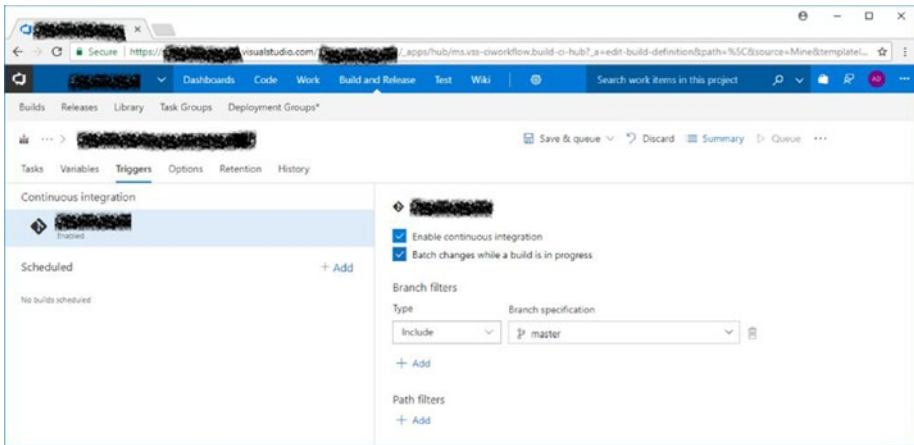 Secure | https:// visualstudio.com/ /_apps/hub/ms.vss-ciworkflow.build-ci-hub?_a=edit-build-definition&path=%5C&source=Mine&templateI...
Dashboards Code Work Build and Release Test Wiki Search work items in this project AD
Builds Releases Library Task Groups Deployment Groups*
... > Save & queue Discard Summary Queue ...
Tasks Variables Triggers Options Retention History
Continuous integration
Enabled
Enable continuous integration
Batch changes while a build is in progress
Scheduled + Add
No builds scheduled
Branch filters
Type Branch specification
Include master
+ Add
Path filters
+ Add